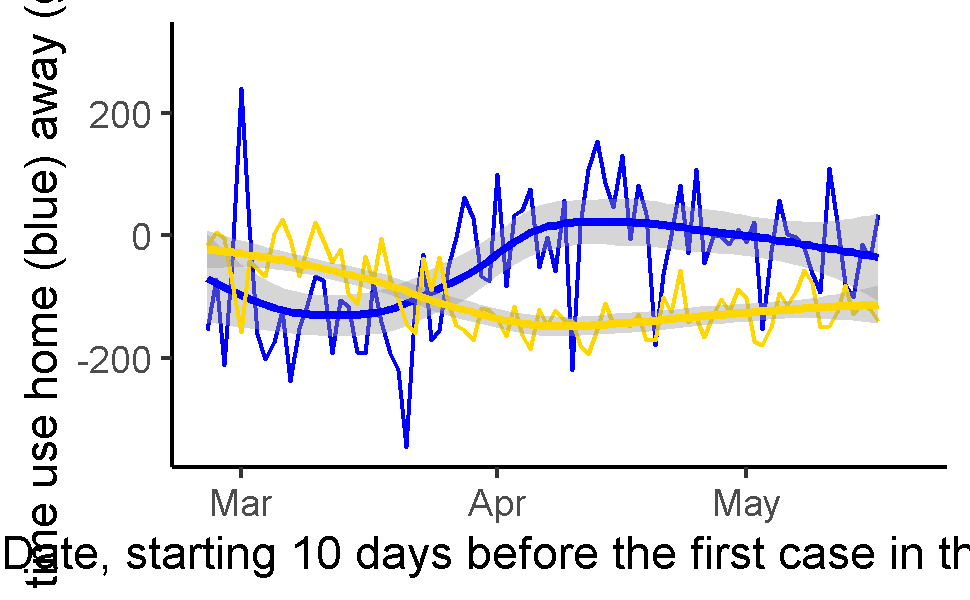 time use home (blue) away (
200
0
-200
Mar Apr May
Date, starting 10 days before the first case in th